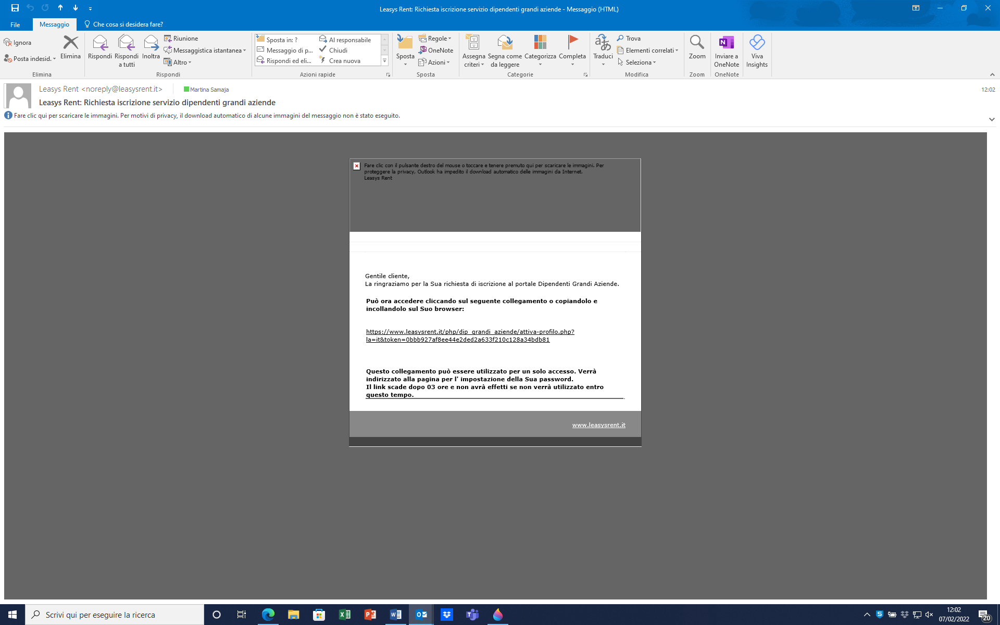 Leasys Rent: Richiesta iscrizione servizio dipendenti grandi aziende - Messaggio (HTML)
File
Messaggio
Che cosa si desidera fare?
Ignora
Posta indesid.
Elimina
Elimina
Rispondi
Rispondi
a tutti
Inoltra
Riunione
Messaggistica istantanea
Altro
Rispondi
Sposta in: ?
Messaggio di p...
Rispondi ed eli...
Al responsabile
Chiudi
Crea nuova
Azioni rapide
Sposta
Regole
OneNote
Azioni
Sposta
Assegna
criteri
Segna come
da leggere
Categorizza
Completa
Categorie
Traduci
Trova
Elementi correlati
Seleziona
Modifica
Zoom
Zoom
Inviare a
OneNote
OneNote
Viva
Insights
Leasys Rent <noreply@leasysrent.it>
Martina Samaja
12:02
Leasys Rent: Richiesta iscrizione servizio dipendenti grandi aziende
Fare clic qui per scaricare le immagini. Per motivi di privacy, il download automatico di alcune immagini del messaggio non è stato eseguito.
Fare clic con il pulsante destro del mouse o toccare e tenere premuto qui per scaricare le immagini. Per
proteggere la privacy, Outlook ha impedito il download automatico delle immagini da Internet.
Leasys Rent
Gentile cliente,
La ringraziamo per la Sua richiesta di iscrizione al portale Dipendenti Grandi Aziende.
Può ora accedere cliccando sul seguente collegamento o copiandolo e
incollandolo sul Suo browser:
https://www.leasysrent.it/php/dip_grandi_aziende/attiva-profilo.php?
la=it&token=0bbb927af8ee44e2ded2a633f210c128a34bdb81
Questo collegamento può essere utilizzato per un solo accesso. Verrà
indirizzato alla pagina per l' impostazione della Sua password.
Il link scade dopo 03 ore e non avrà effetti se non verrà utilizzato entro
questo tempo.
www.leasysrent.it
Scrivi qui per eseguire la ricerca
12:02
07/02/2022
20